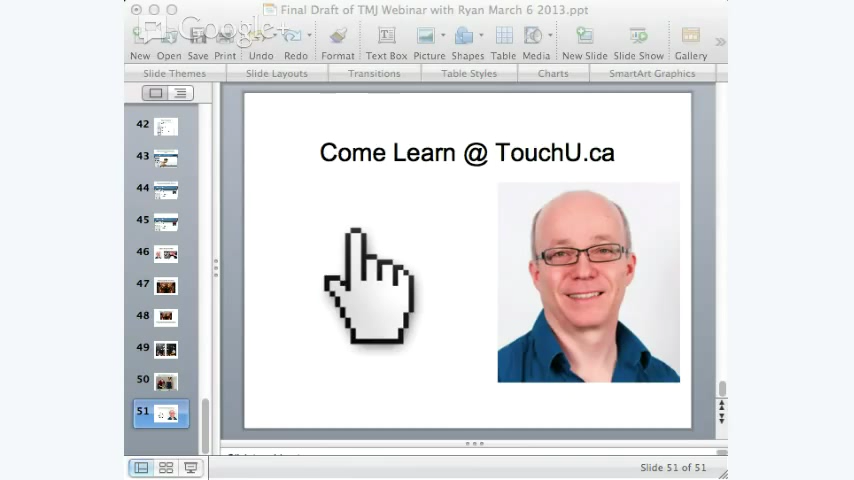 Final Draft of TMJ Webinar with Ryan March 6 2013.ppt
Google+
New Open Save Print Undo Redo Format Text Box Picture Shapes Table Media New Slide Slide Show Gallery
Slide Themes Slide Layouts Transitions Table Styles Charts SmartArt Graphics
42
43
44
45
46
47
48
49
50
51
Come Learn @ TouchU.ca
Slide 51 of 51